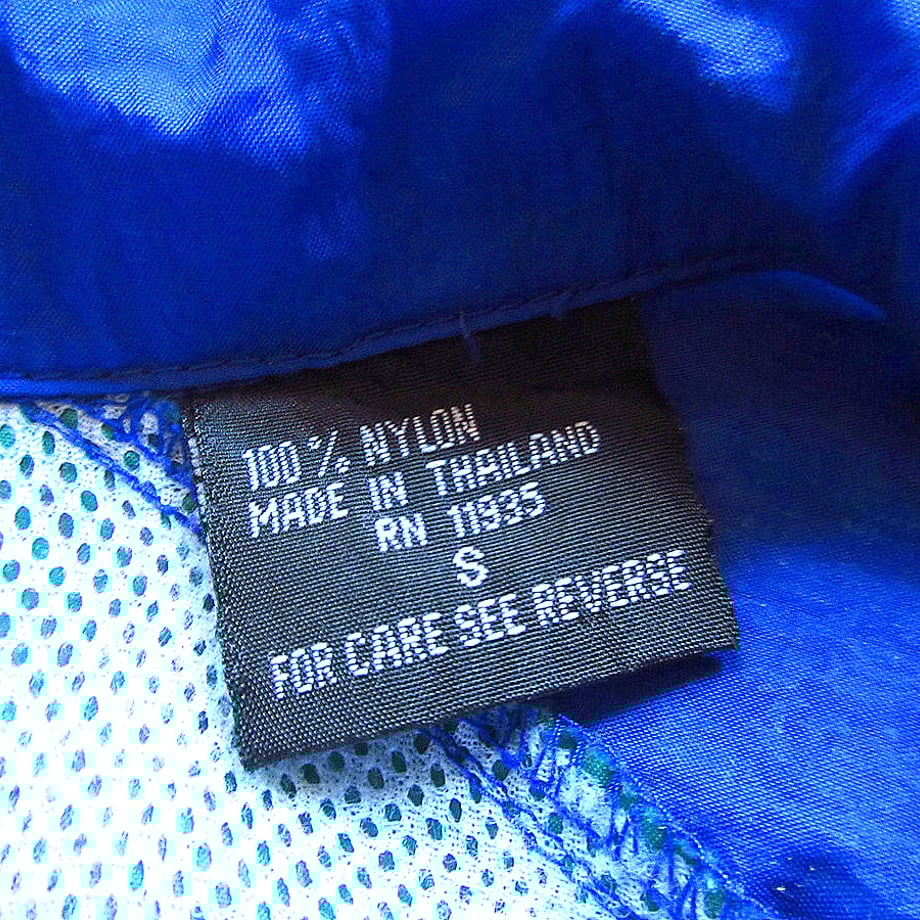 100% NYLON
MADE IN THAILAND
RN 11935
S
FOR CARE SEE REVERSE